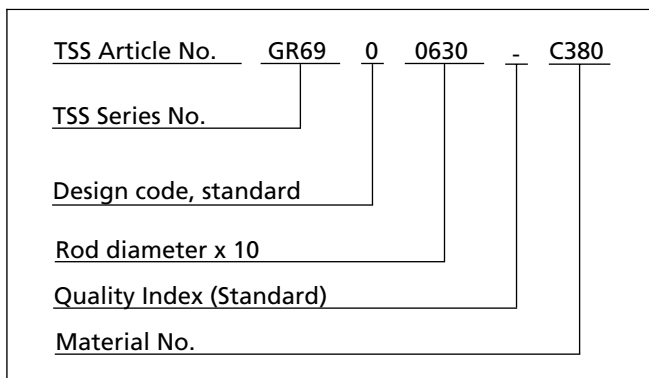 TSS Article No. GR69 0 0630 - C380
TSS Series No.
Design code, standard
Rod diameter x 10
Quality Index (Standard)
Material No.